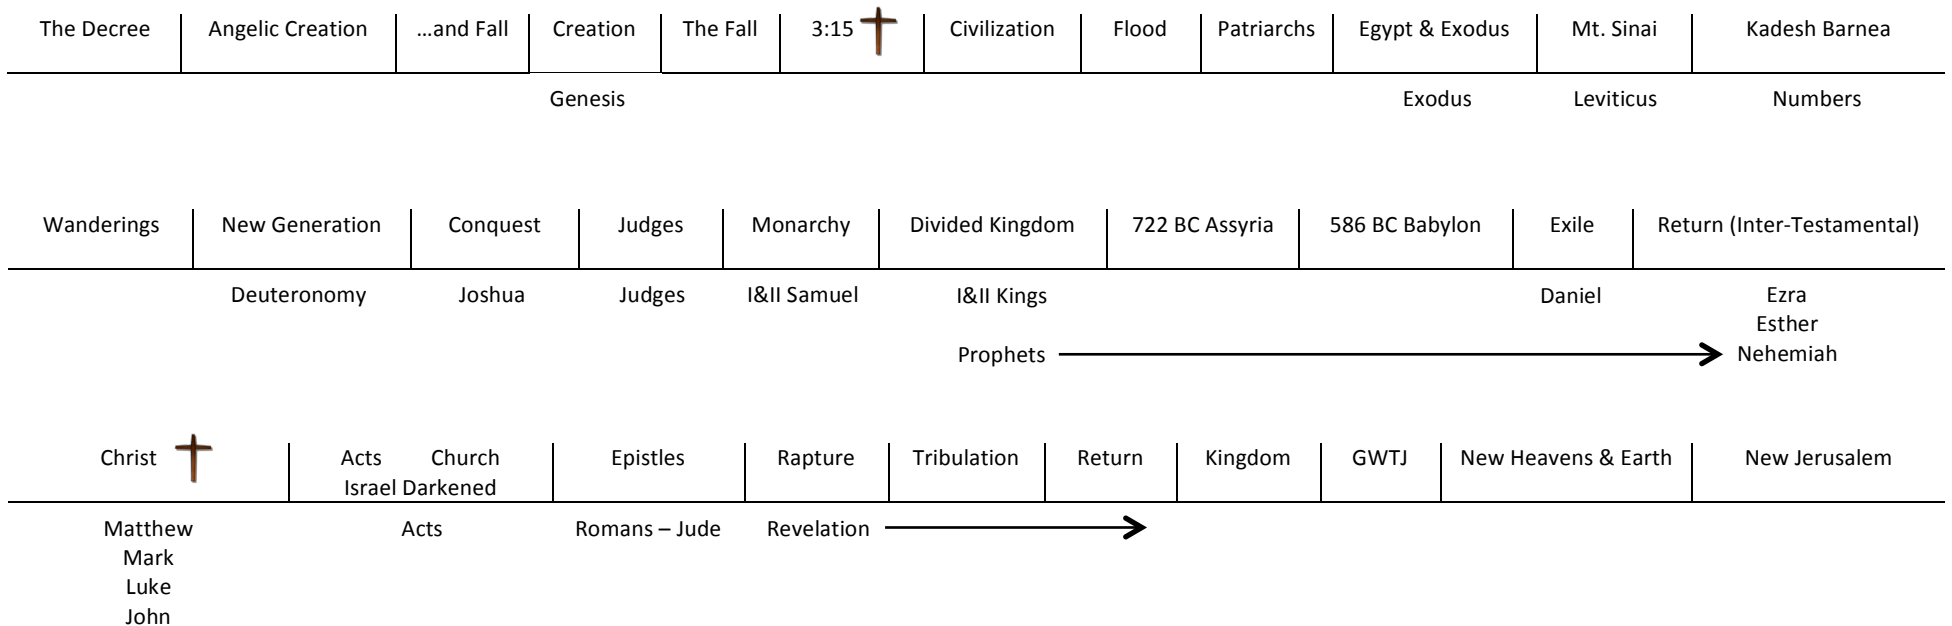 The Decree Angelic Creation ...and Fall Creation The Fall 3:15 Civilization Flood Patriarchs Egypt & Exodus Mt. Sinai Kadesh Barnea
Genesis Exodus Leviticus Numbers
Wanderings New Generation Conquest Judges Monarchy Divided Kingdom 722 BC Assyria 586 BC Babylon Exile Return (Inter-Testamental)
Deuteronomy Joshua Judges I&II Samuel I&II Kings Daniel Ezra
Esther
Prophets Nehemiah
Christ Acts Church Epistles Rapture Tribulation Return Kingdom GWTJ New Heavens & Earth New Jerusalem
Israel Darkened
Matthew Acts Romans – Jude Revelation
Mark
Luke
John